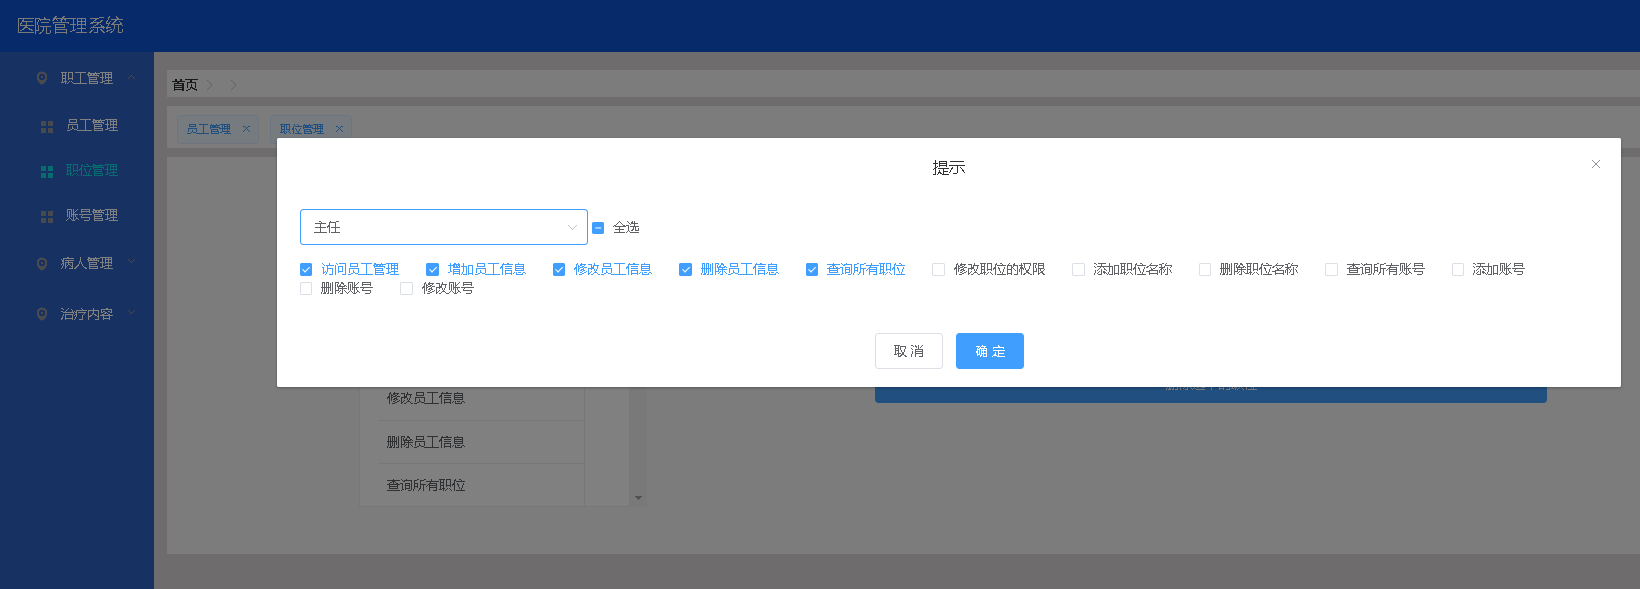 医院管理系统
职工管理
员工管理
职位管理
账号管理
病人管理
治疗内容
首页
员工管理 职位管理
提示
主任 全选
访问员工管理 增加员工信息 修改员工信息 删除员工信息 查询所有职位 修改职位的权限 添加职位名称 删除职位名称 查询所有账号 添加账号
删除账号 修改账号
取 消 确 定
修改员工信息
删除员工信息
查询所有职位